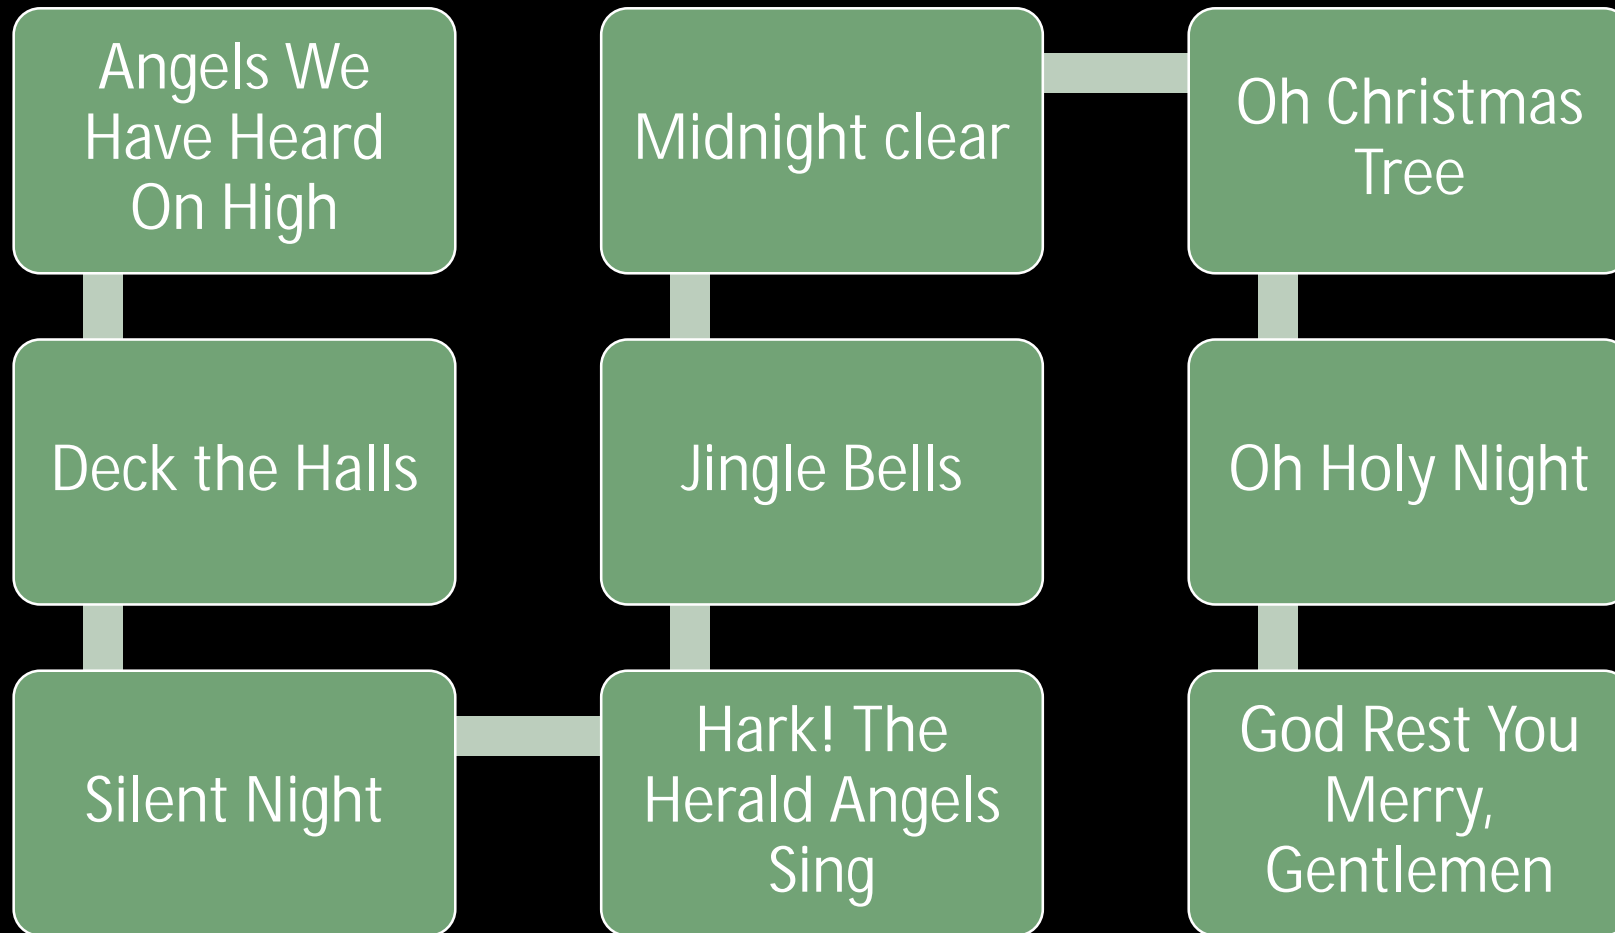 Angels We
Have Heard
On High
Deck the Halls
Silent Night
Hark! The
Herald Angels
Sing
Jingle Bells
Midnight clear
Oh Christmas
Tree
Oh Holy Night
God Rest You
Merry,
Gentlemen